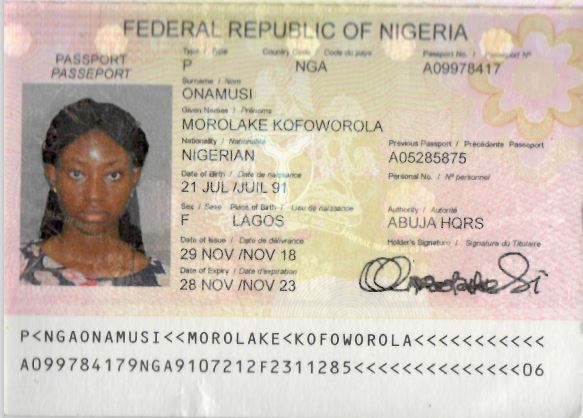 FEDERAL REPUBLIC OF NIGERIA
PASSPORT
PASSEPORT
Type / Type Country Code / Code du pays Passport No. / Passeport Nº
P NGA A09978417
Surname / Nom
ONAMUSI
Given Names / Prénoms
MOROLAKE KOFOWOROLA
Nationality / Nationalité Previous Passport / Précédente Passeport
NIGERIAN A05285875
Date of Birth / Date de naissance Personal No. / Nº personnel
21 JUL /JUIL 91
Sex / Sexe Place of Birth / Lieu de naissance Authority / Autorité
F LAGOS ABUJA HQRS
Date of Issue / Date de délivrance Holder's Signature / Signature du Titulaire
29 NOV /NOV 18
Date of Expiry / Date d'expiration
28 NOV /NOV 23
P<NGAONAMUSI<<MOROLAKE<KOFOWOROLA<<<<<<<<<<<
A099784179NGA9107212F2311285<<<<<<<<<<<<<<06